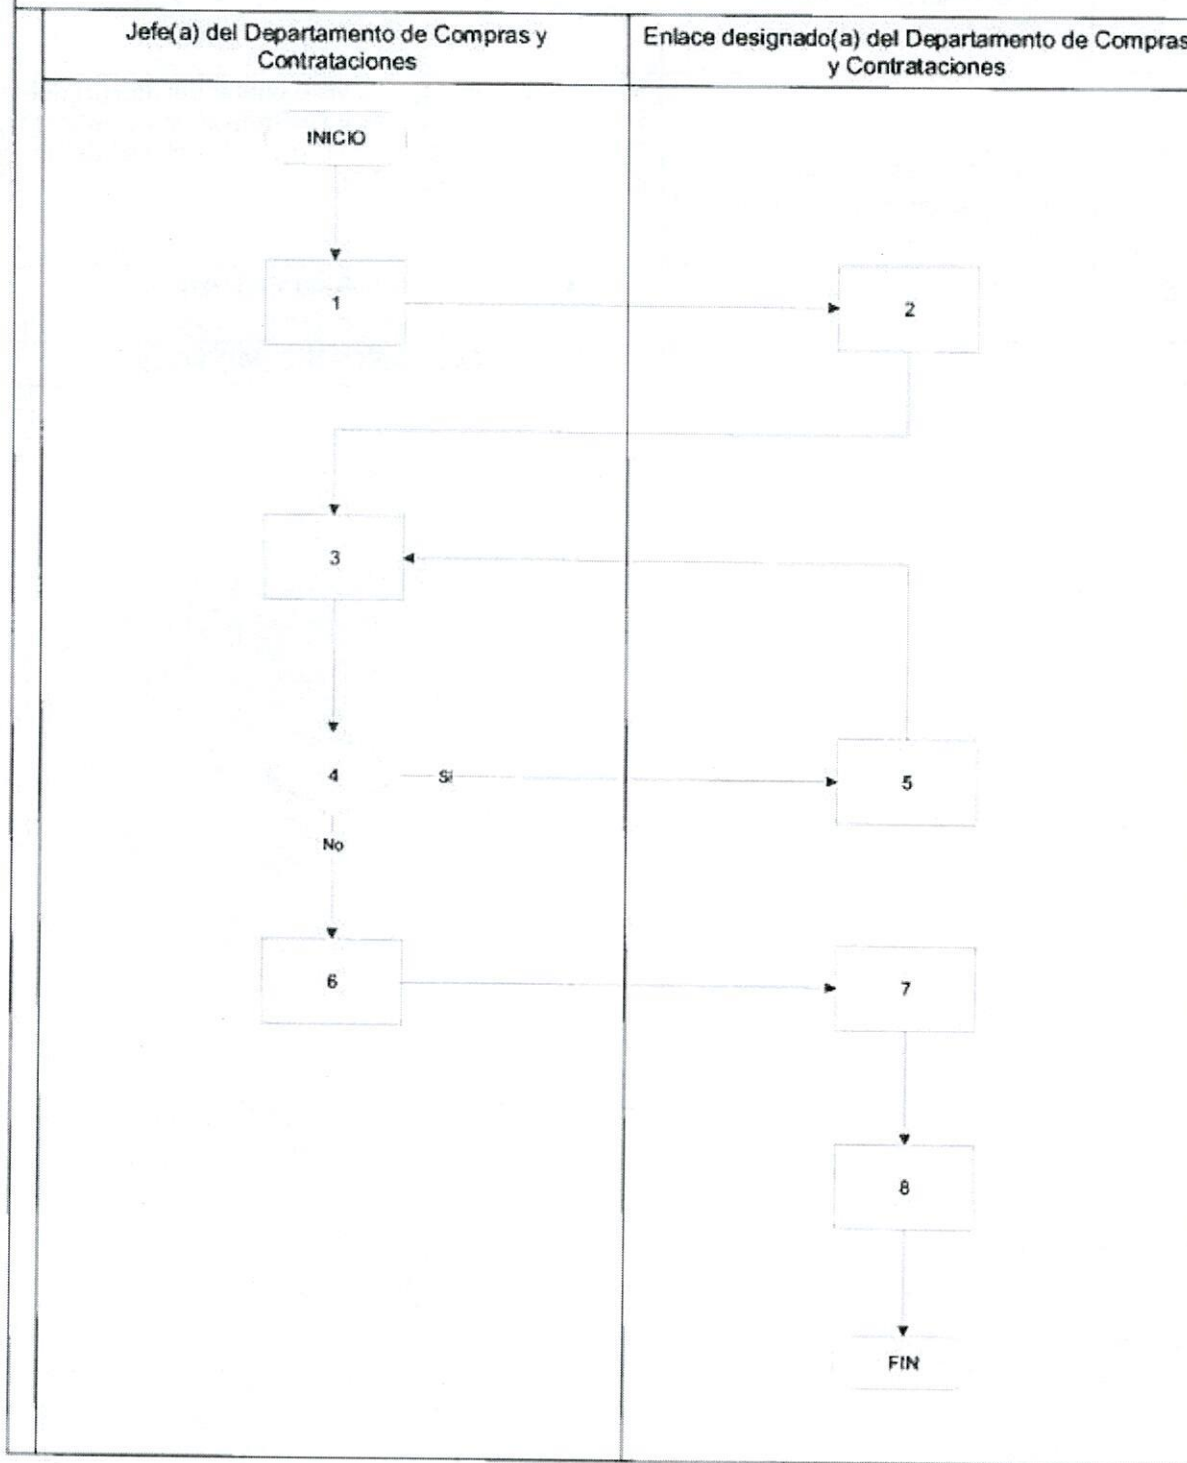 Jefe(a) del Departamento de Compras y
Contrataciones
Enlace designado(a) del Departamento de Compras
y Contrataciones
INICIO
1
2
3
4
Sí
5
No
6
7
8
FIN